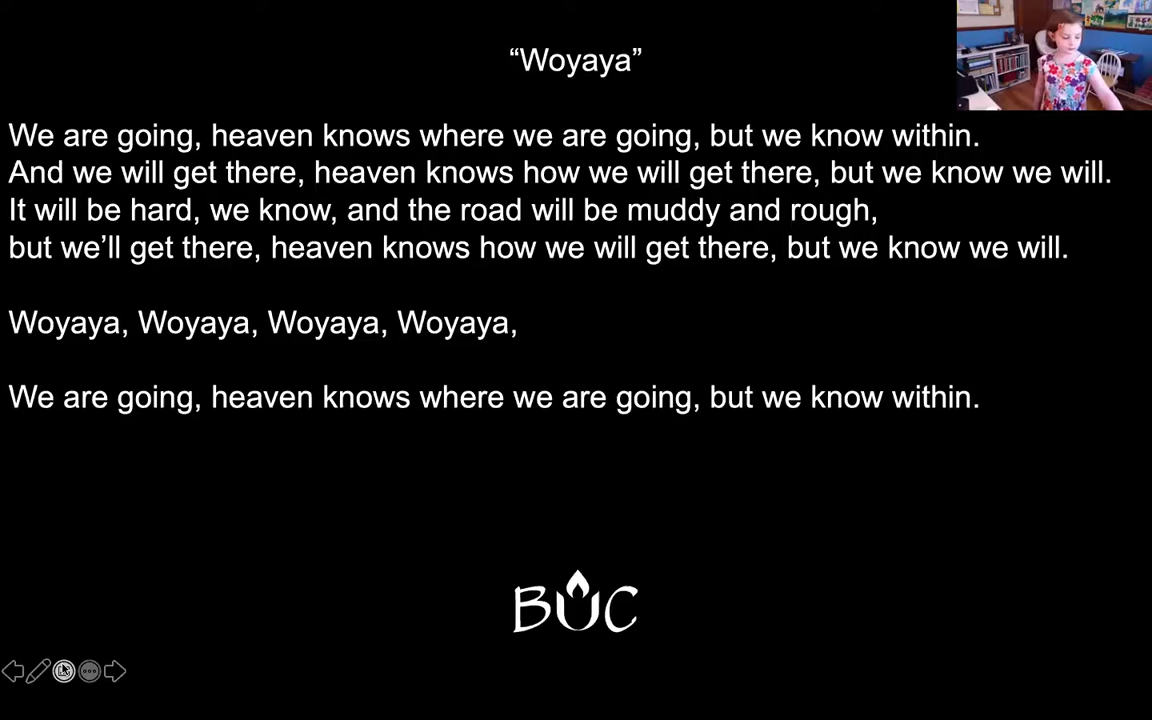 “Woyaya”
We are going, heaven knows where we are going, but we know within.
And we will get there, heaven knows how we will get there, but we know we will.
It will be hard, we know, and the road will be muddy and rough,
but we’ll get there, heaven knows how we will get there, but we know we will.
Woyaya, Woyaya, Woyaya, Woyaya,
We are going, heaven knows where we are going, but we know within.
BUC